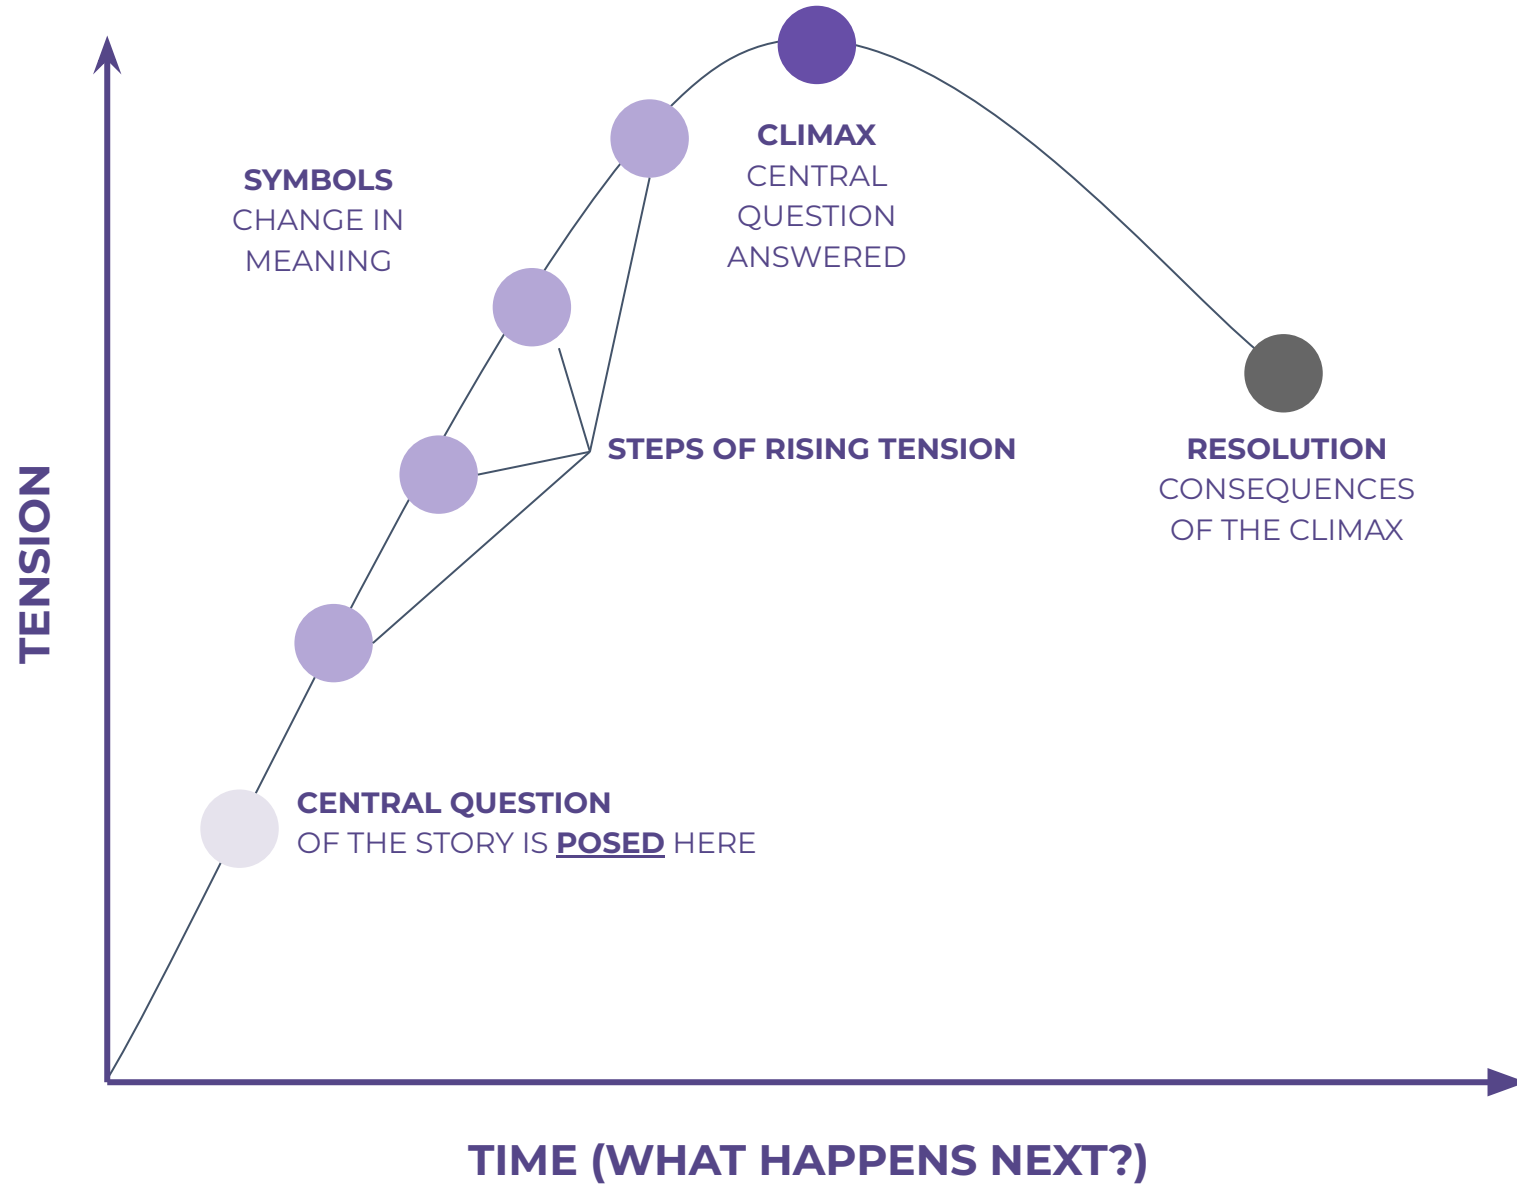 SYMBOLS
CHANGE IN
MEANING
CLIMAX
CENTRAL
QUESTION
ANSWERED
STEPS OF RISING TENSION
RESOLUTION
CONSEQUENCES
OF THE CLIMAX
TENSION
CENTRAL QUESTION
OF THE STORY IS POSED HERE
TIME (WHAT HAPPENS NEXT?)